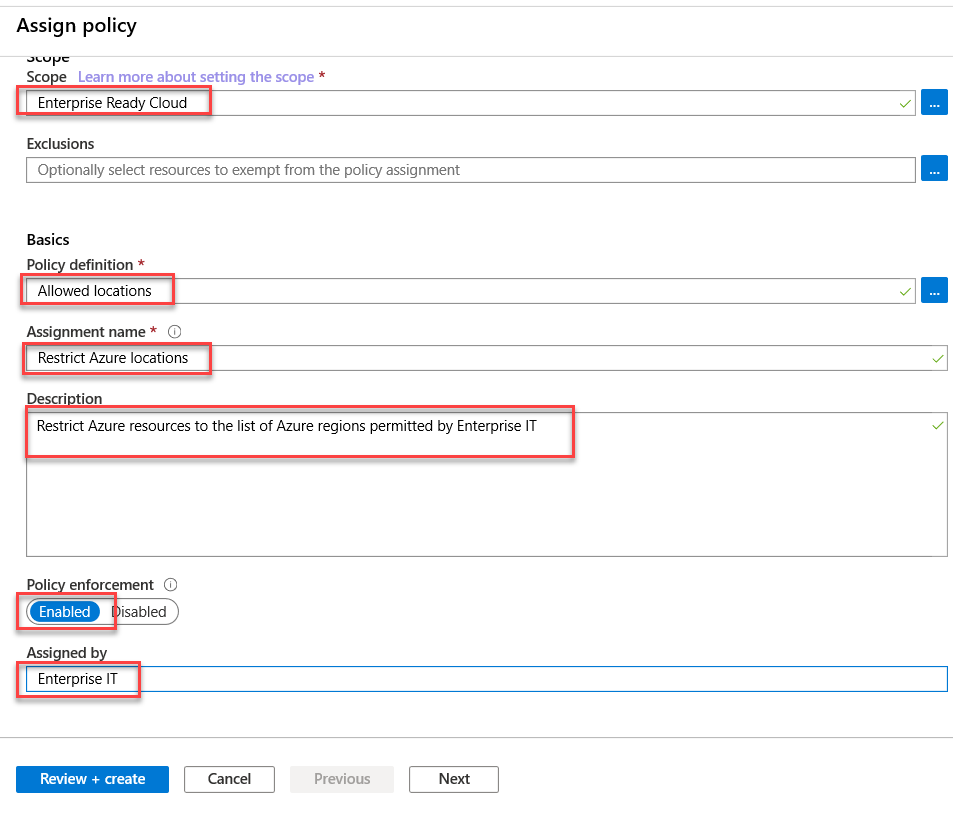 Assign policy
Scope
Scope Learn more about setting the scope *
Enterprise Ready Cloud
...
Exclusions
Optionally select resources to exempt from the policy assignment
...
Basics
Policy definition *
Allowed locations
...
Assignment name *
Restrict Azure locations
Description
Restrict Azure resources to the list of Azure regions permitted by Enterprise IT
Policy enforcement
Enabled Disabled
Assigned by
Enterprise IT
Review + create Cancel Previous Next